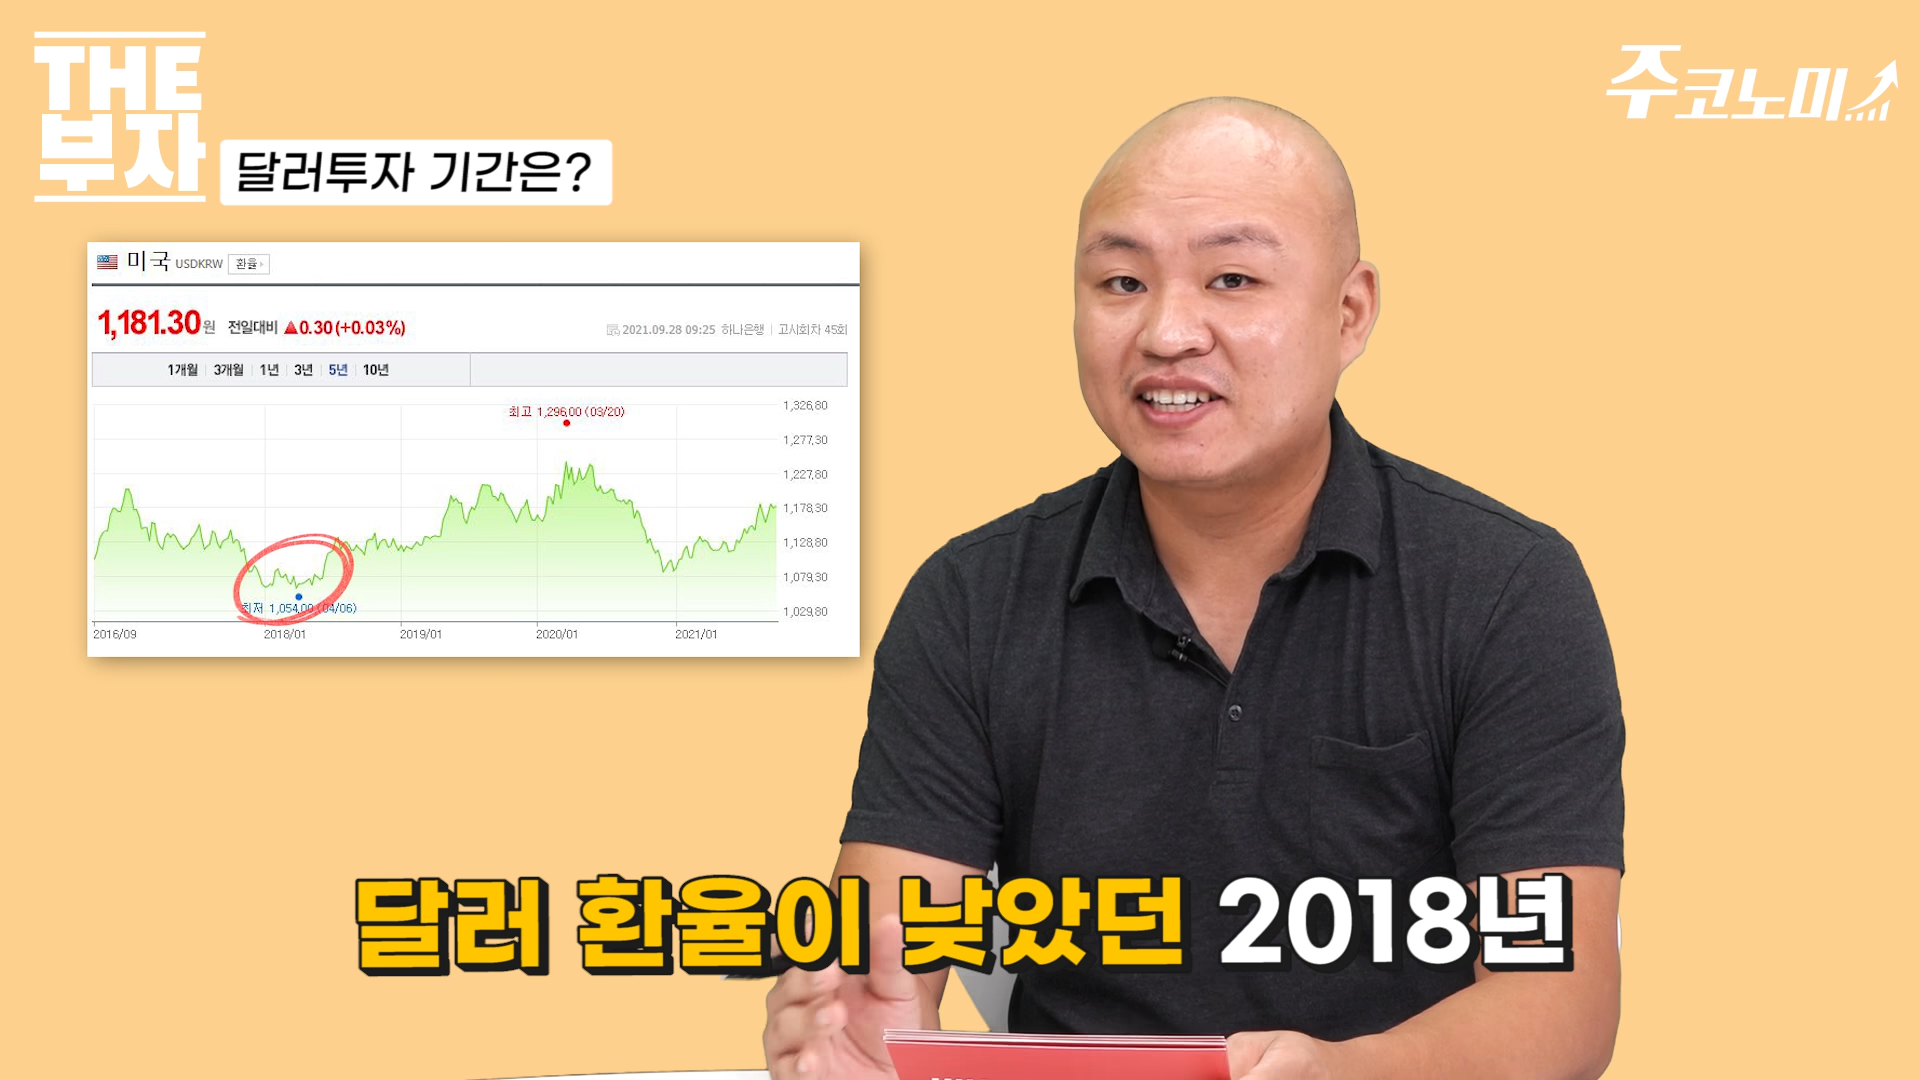 THE
부자
주코노미
달러투자 기간은?
미국 USDKRW 환율
1,181.30원 전일대비 ▲0.30 (+0.03%)
2021.09.28 09:25 하나은행 고시회차 45회
1개월 3개월 1년 3년 5년 10년
최고 1,296,00 (03/20)
1,326,80
1,277,30
1,227,80
1,178,30
1,128,80
1,079,30
1,029,80
최저 1,054,00 (04/06)
2016/09 2018/01 2019/01 2020/01 2021/01
달러 환율이 낮았던 2018년